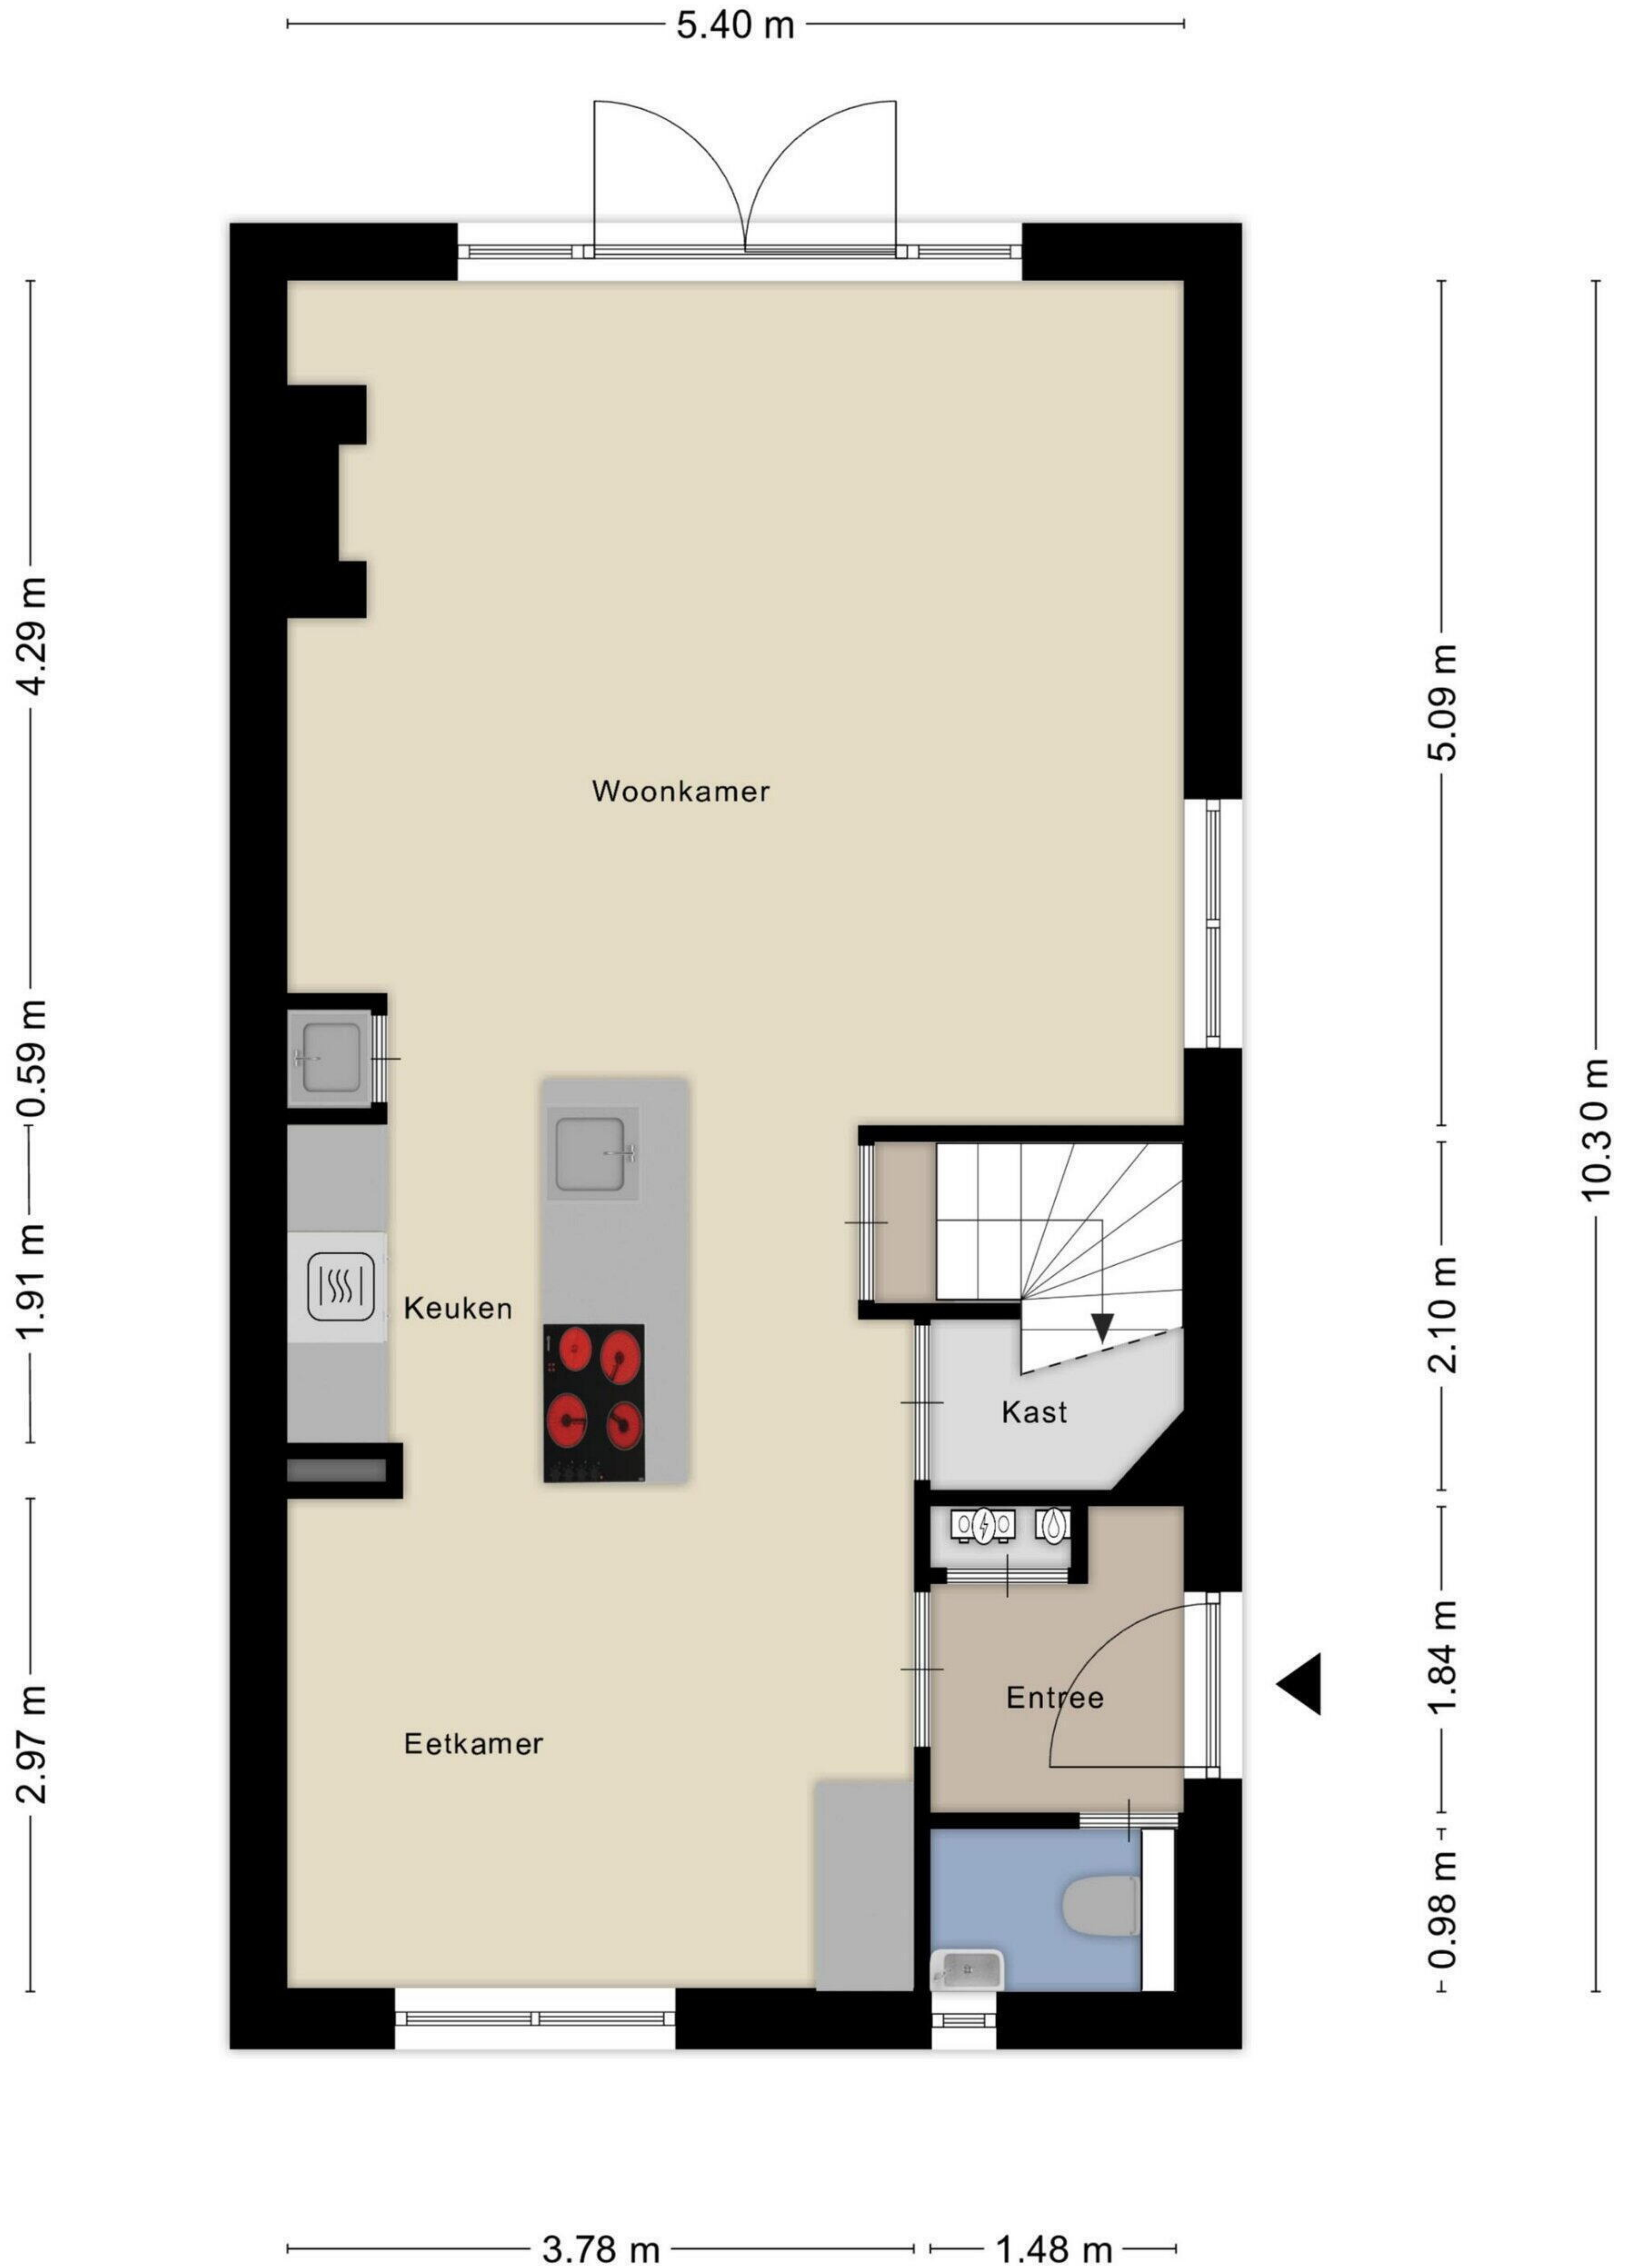 5.40 m
4.29 m
5.09 m
Woonkamer
0.59 m
10.30 m
1.91 m
Keuken
2.10 m
Kast
1.84 m
Entree
2.97 m
Eetkamer
0.98 m
3.78 m
1.48 m